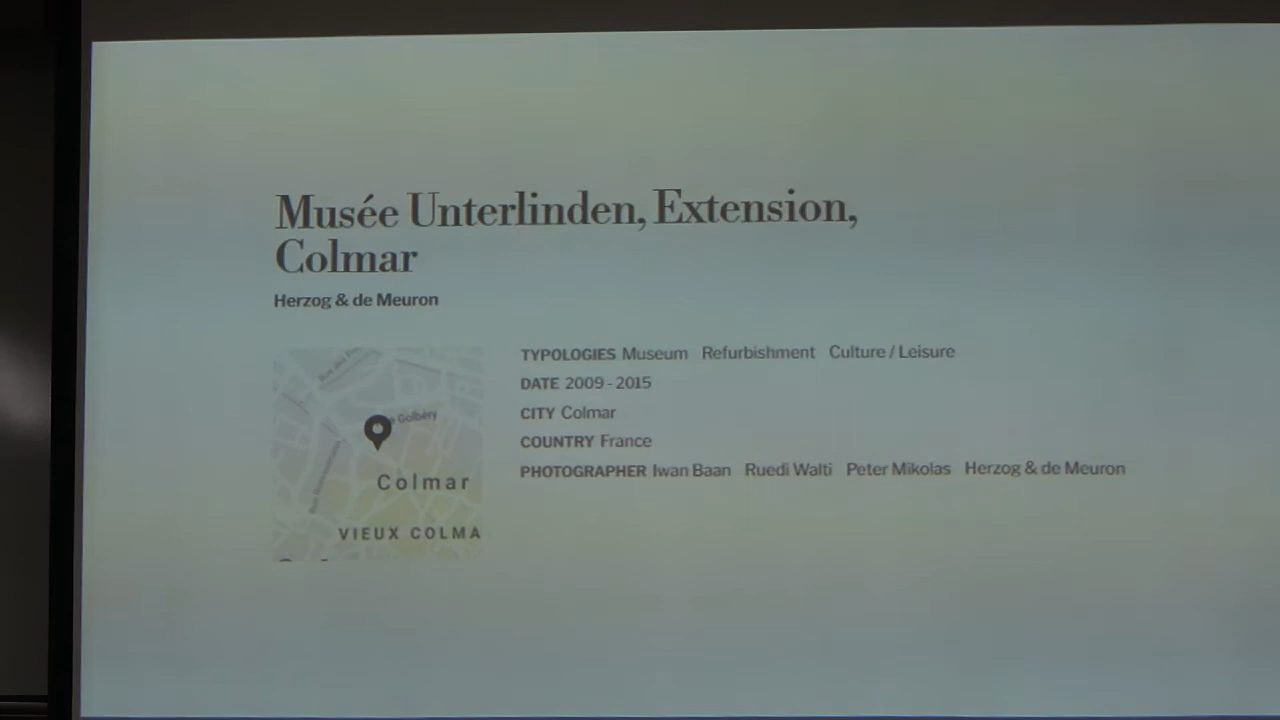 Musée Unterlinden, Extension,
Colmar
Herzog & de Meuron
TYPOLOGIES Museum Refurbishment Culture / Leisure
DATE 2009 - 2015
CITY Colmar
COUNTRY France
PHOTOGRAPHER Iwan Baan Ruedi Walti Peter Mikolas Herzog & de Meuron
Golbéry
Colmar
VIEUX COLMA